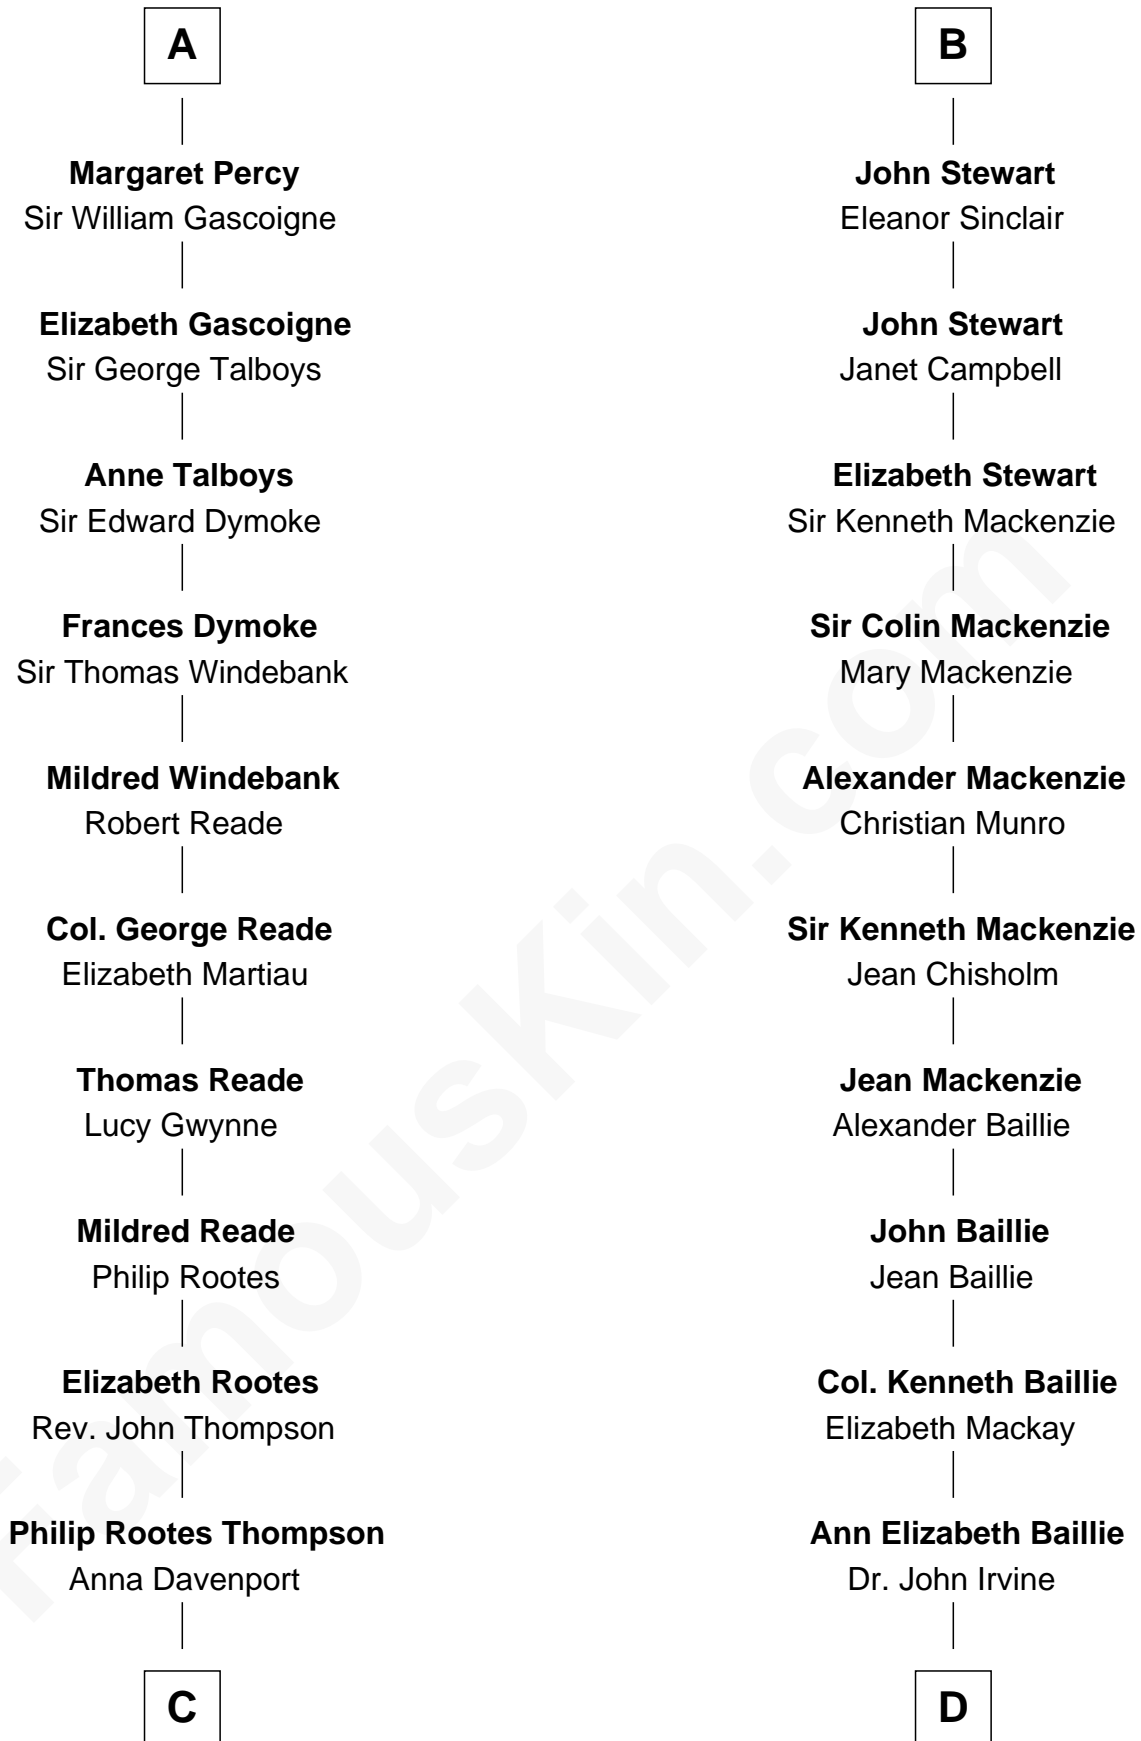 A
Margaret Percy
Sir William Gascoigne
Elizabeth Gascoigne
Sir George Talboys
Anne Talboys
Sir Edward Dymoke
Frances Dymoke
Sir Thomas Windebank
Mildred Windebank
Robert Reade
Col. George Reade
Elizabeth Martiau
Thomas Reade
Lucy Gwynne
Mildred Reade
Philip Rootes
Elizabeth Rootes
Rev. John Thompson
Philip Rootes Thompson
Anna Davenport
C
B
John Stewart
Eleanor Sinclair
John Stewart
Janet Campbell
Elizabeth Stewart
Sir Kenneth Mackenzie
Sir Colin Mackenzie
Mary Mackenzie
Alexander Mackenzie
Christian Munro
Sir Kenneth Mackenzie
Jean Chisholm
Jean Mackenzie
Alexander Baillie
John Baillie
Jean Baillie
Col. Kenneth Baillie
Elizabeth Mackay
Ann Elizabeth Baillie
Dr. John Irvine
D
FamousKin.com